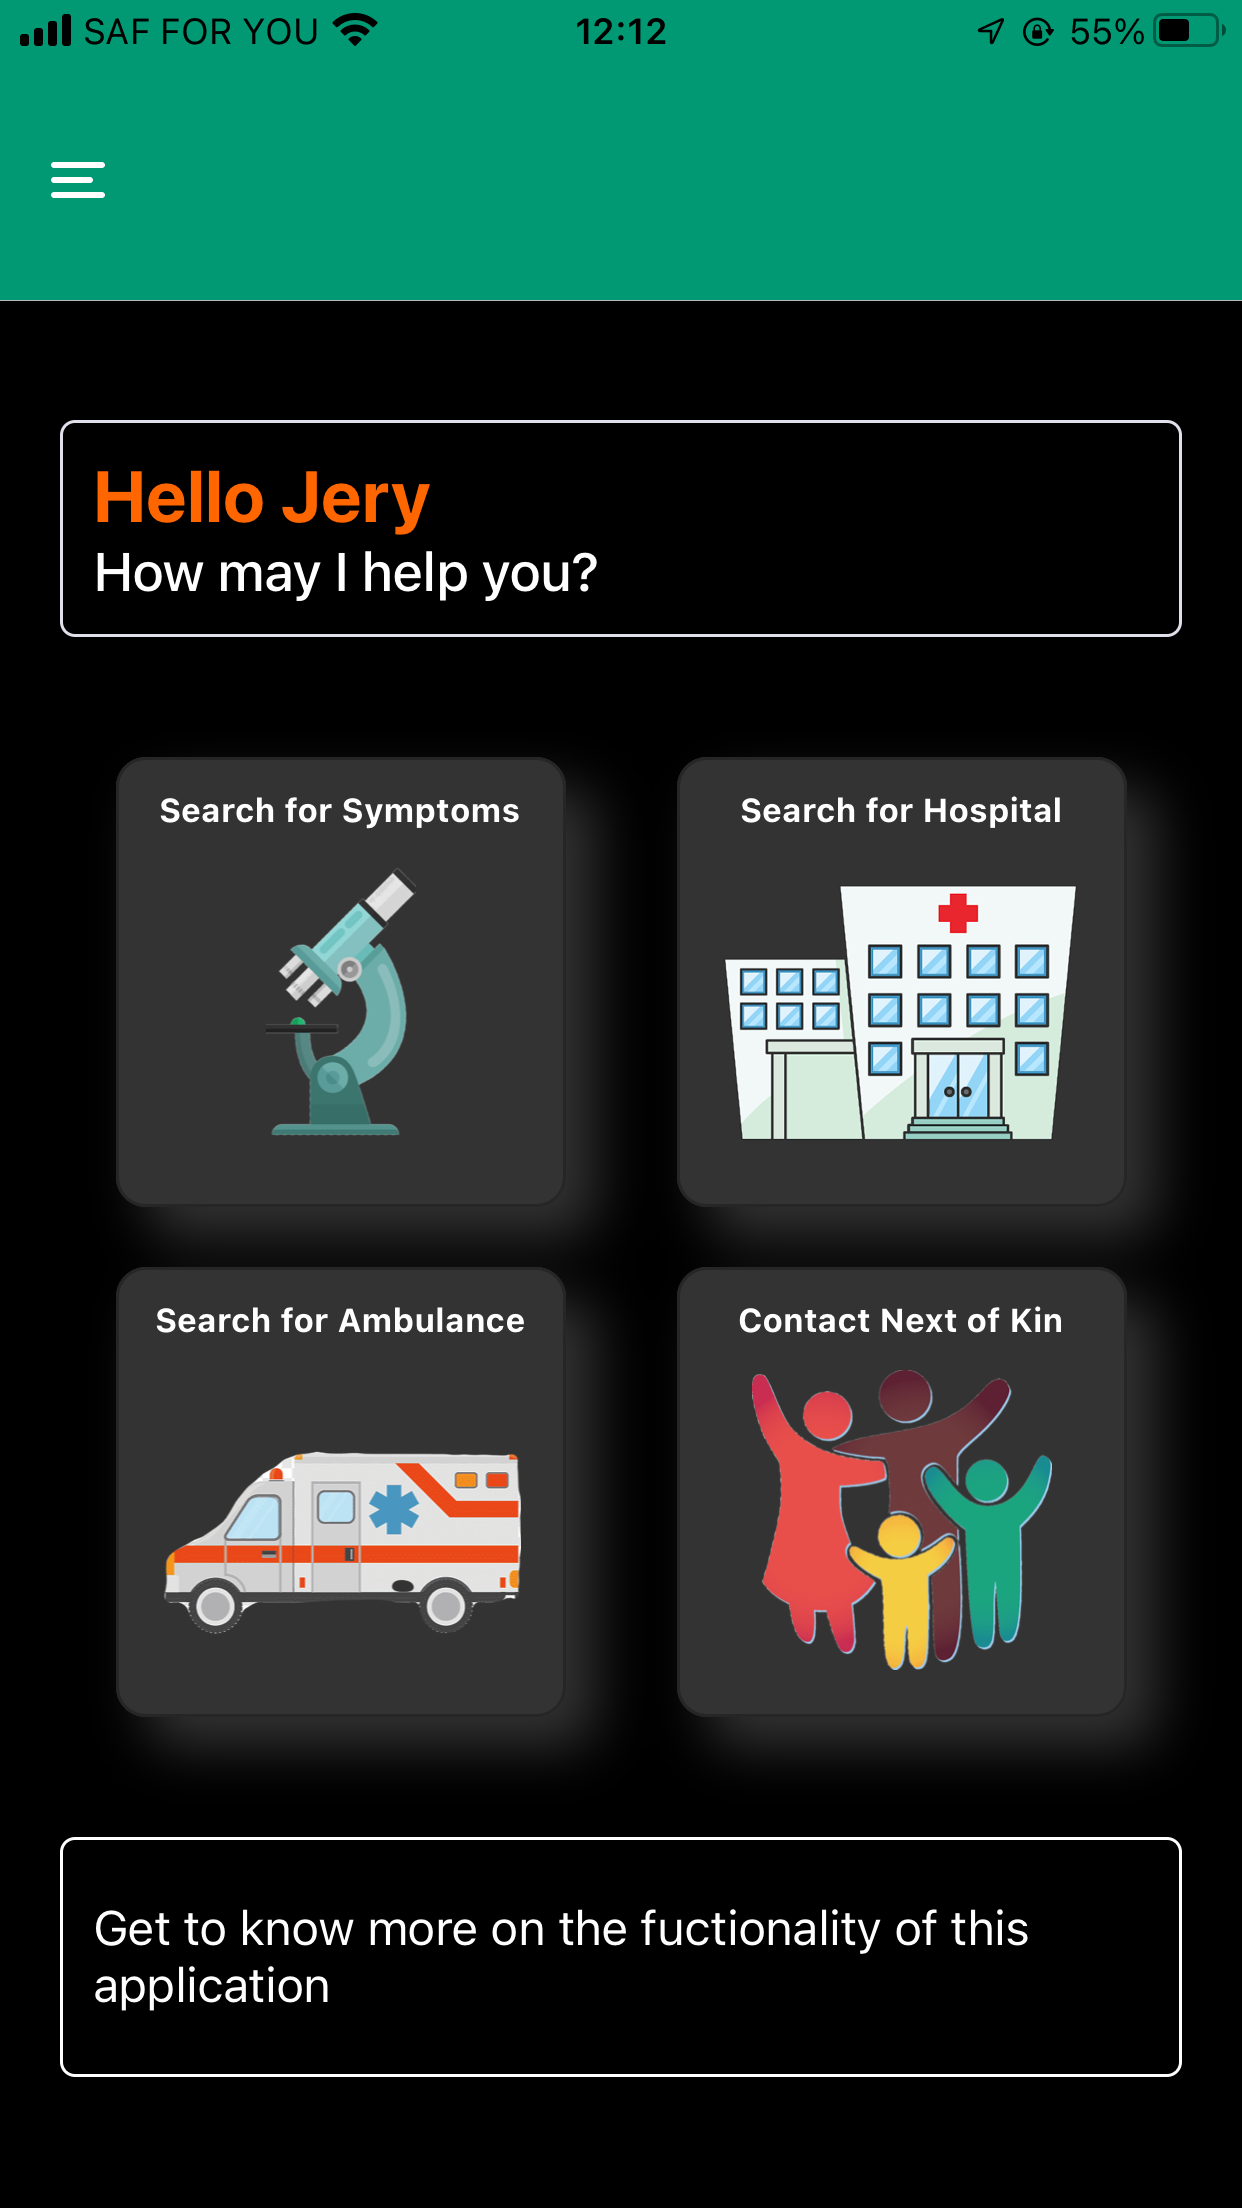 SAF FOR YOU 12:12 55%
Hello Jery
How may I help you?
Search for Symptoms
Search for Hospital
Search for Ambulance
Contact Next of Kin
Get to know more on the fuctionality of this
application